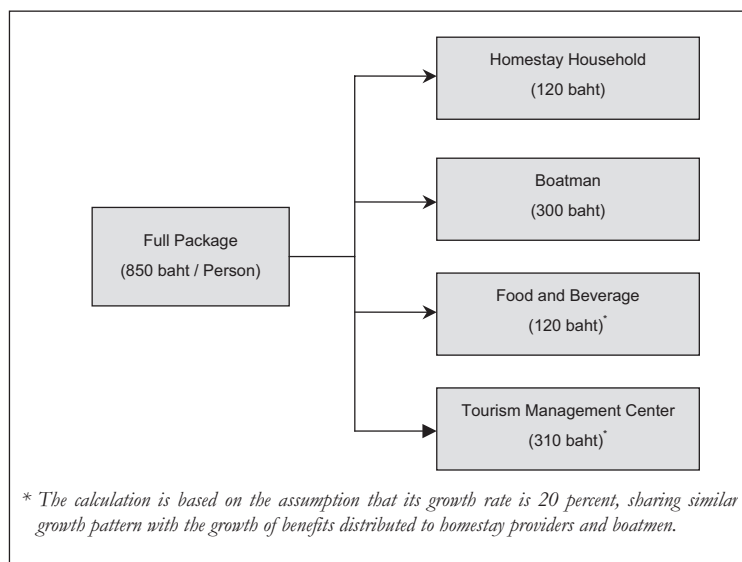 Homestay Household
(120 baht)
Boatman
(300 baht)
Full Package
(850 baht / Person)
Food and Beverage
(120 baht)*
Tourism Management Center
(310 baht)*
* The calculation is based on the assumption that its growth rate is 20 percent, sharing similar
growth pattern with the growth of benefits distributed to homestay providers and boatmen.